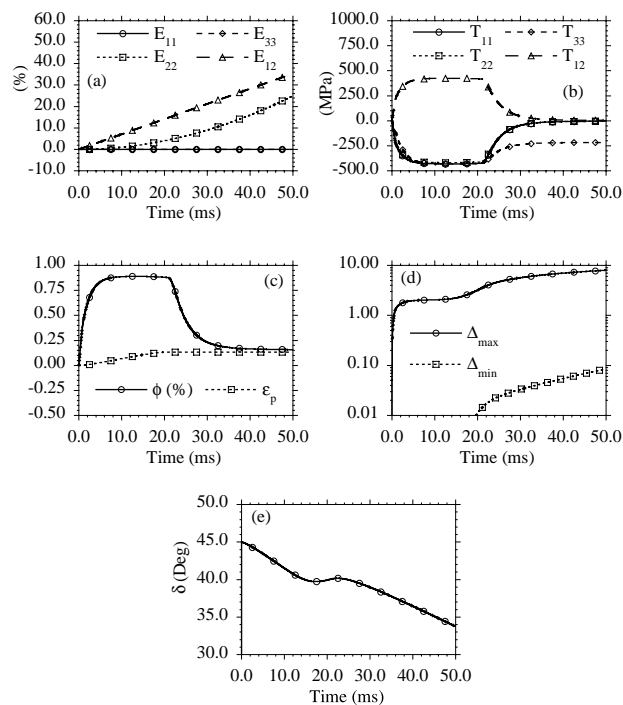 60.0
50.0
40.0
30.0
20.0
10.0
0.0
-10.0
(%)
E11 E33
E22 E12
(a)
0.0 10.0 20.0 30.0 40.0 50.0
Time (ms)
1000.0
750.0
500.0
250.0
0.0
-250.0
-500.0
(MPa)
T11 T33
T22 T12
(b)
0.0 10.0 20.0 30.0 40.0 50.0
Time (ms)
1.00
0.75
0.50
0.25
0.00
0.25
0.50
(c)
ϕ (%) εp
0.0 10.0 20.0 30.0 40.0 50.0
Time (ms)
10.00
1.00
0.10
0.01
(d)
Δmax
Δmin
0.0 10.0 20.0 30.0 40.0 50.0
Time (ms)
50.0
45.0
40.0
35.0
30.0
δ (Deg)
(e)
0.0 10.0 20.0 30.0 40.0 50.0
Time (ms)